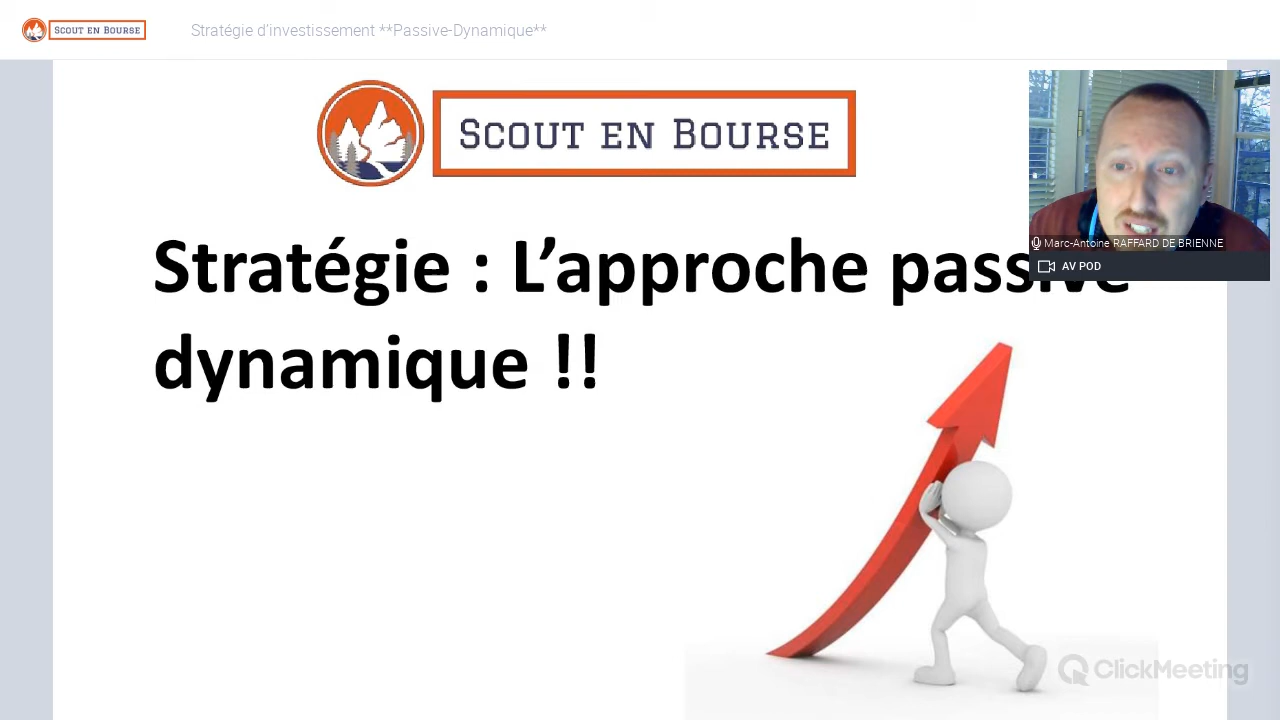 SCOUT EN BOURSE
Stratégie d'investissement **Passive-Dynamique**
SCOUT EN BOURSE
Marc-Antoine RAFFARD DE BRIENNE
AV POD
Stratégie : L’approche passive
dynamique !!
ClickMeeting